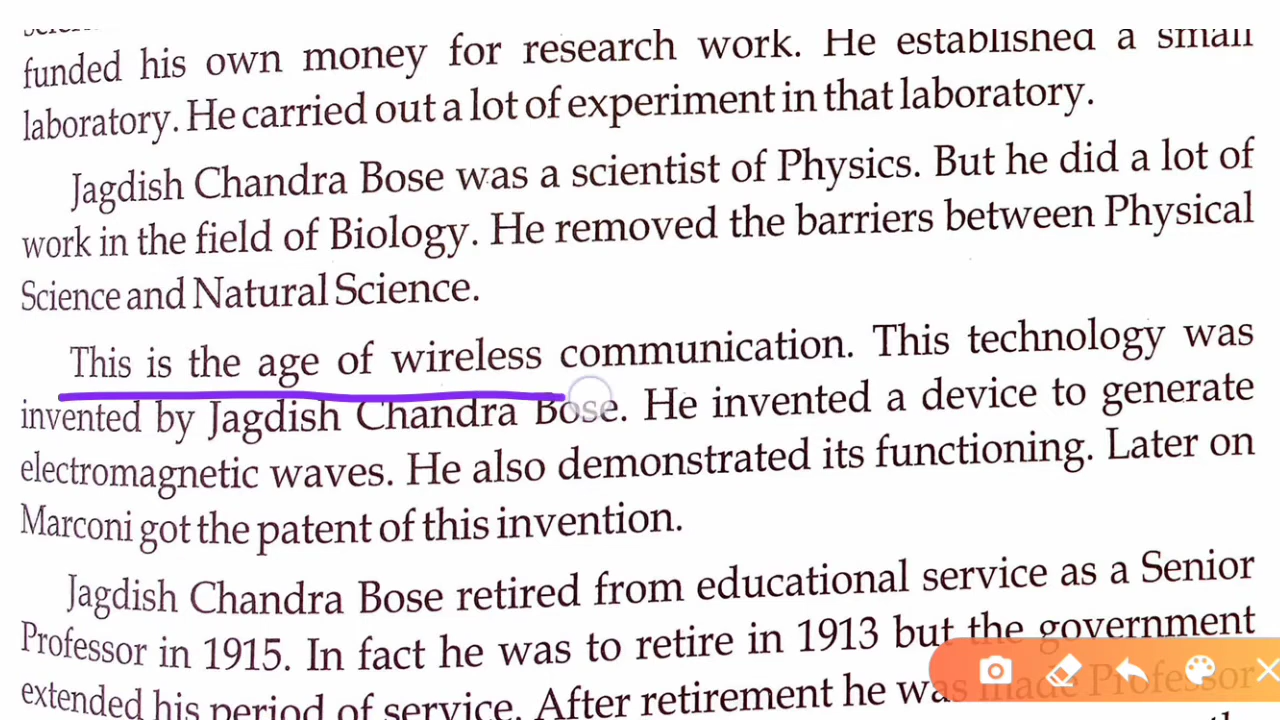 funded his own money for research work. He established a small
laboratory. He carried out a lot of experiment in that laboratory.
Jagdish Chandra Bose was a scientist of Physics. But he did a lot of
work in the field of Biology. He removed the barriers between Physical
Science and Natural Science.
This is the age of wireless communication. This technology was
invented by Jagdish Chandra Bose. He invented a device to generate
electromagnetic waves. He also demonstrated its functioning. Later on
Marconi got the patent of this invention.
Jagdish Chandra Bose retired from educational service as a Senior
Professor in 1915. In fact he was to retire in 1913 but the government
extended his period of service. After retirement he was made Professor